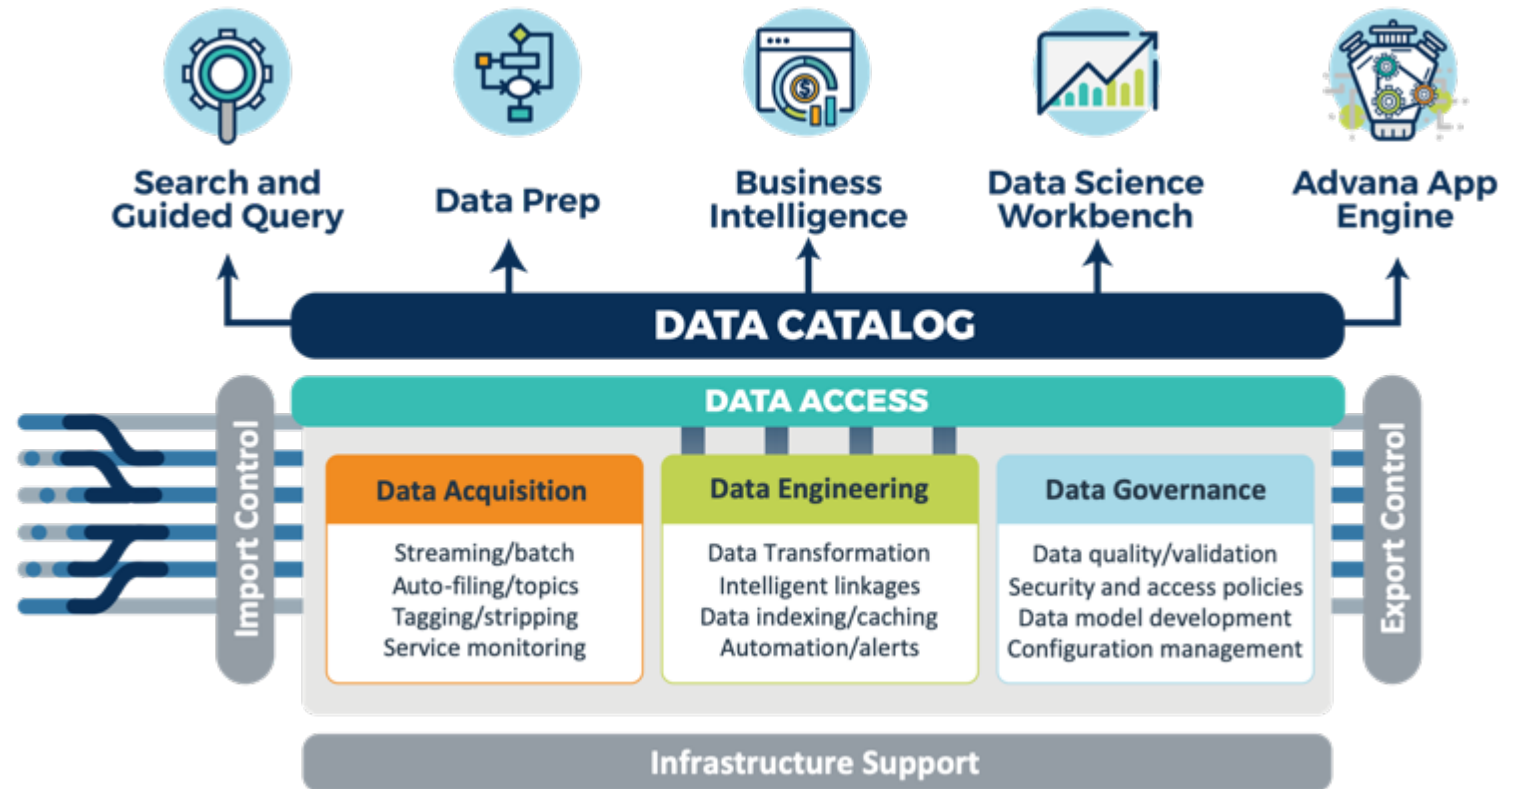 Search and
Guided Query
Data Prep
Business
Intelligence
Data Science
Workbench
Advana App
Engine
DATA CATALOG
DATA ACCESS
Import Control
Data Acquisition
Streaming/batch
Auto-filing/topics
Tagging/stripping
Service monitoring
Data Engineering
Data Transformation
Intelligent linkages
Data indexing/caching
Automation/alerts
Data Governance
Data quality/validation
Security and access policies
Data model development
Configuration management
Export Control
Infrastructure Support